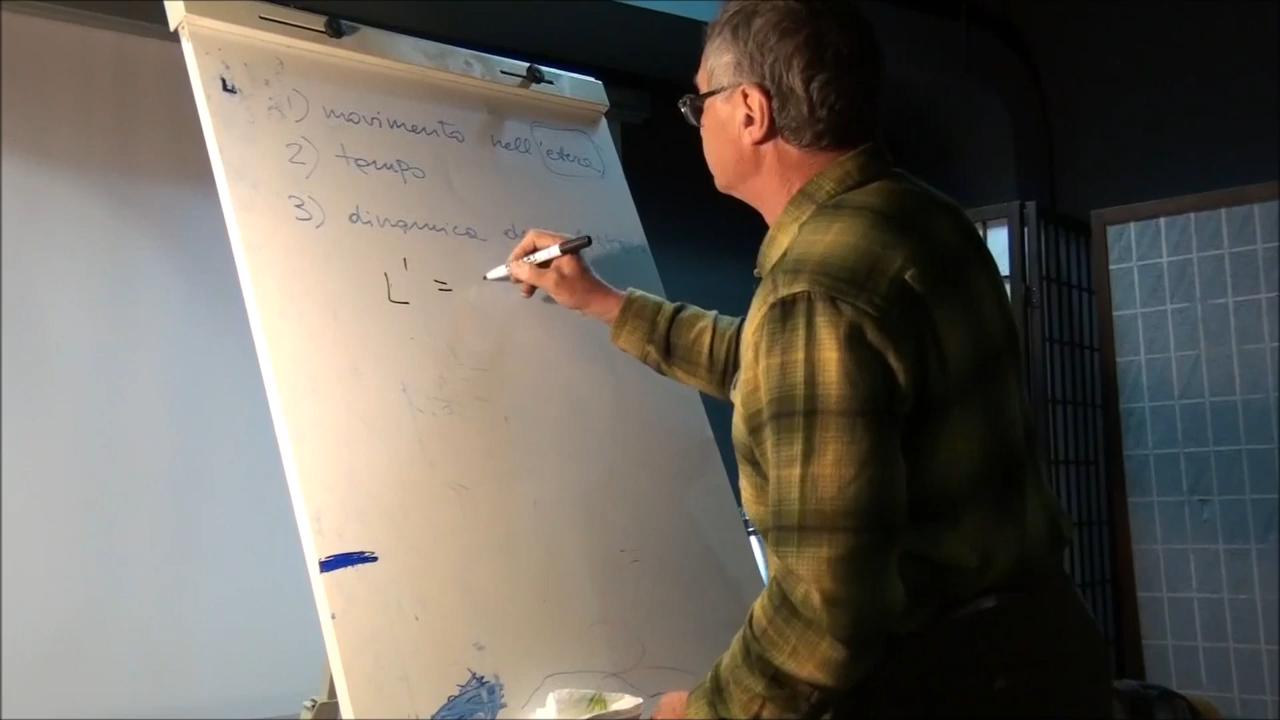 1) movimento nell'etere
2) tempo
3) dinamica
L' =